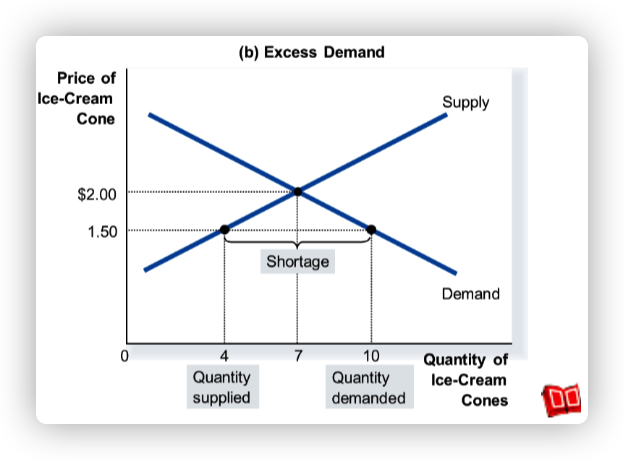 (b) Excess Demand
Price of
Ice-Cream
Cone
Supply
$2.00
1.50
Shortage
Demand
0
4
7
10
Quantity
supplied
Quantity
demanded
Quantity of
Ice-Cream
Cones